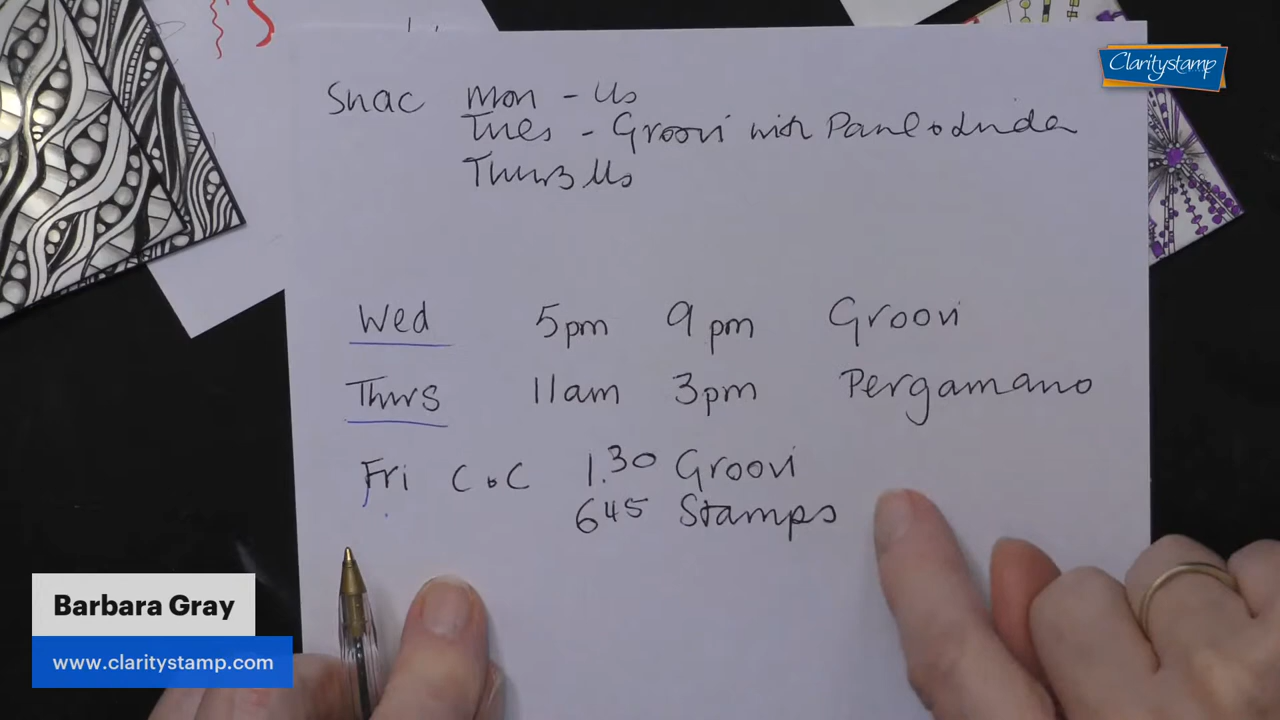 Claritystamp
Snac Mon - Us
Tues - Groovi with Paul & Linda
Thurs Us
Wed 5pm 9pm Groovi
Thurs 11am 3pm Pergamano
Fri C & C 1.30 Groovi
645 Stamps
Barbara Gray
www.claritystamp.com